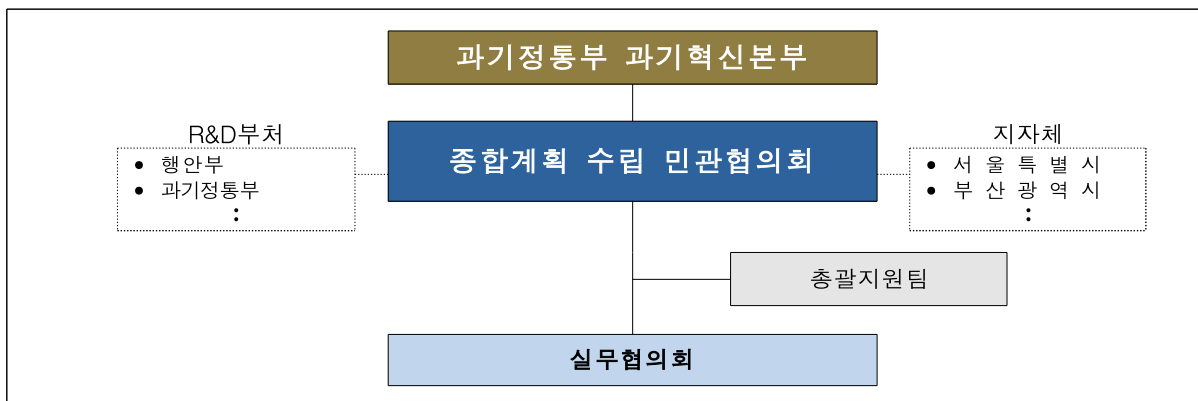 과기정통부 과기혁신본부
R&D부처
● 행안부
● 과기정통부
:
종합계획 수립 민관협의회
지자체
● 서 울 특 별 시
● 부 산 광 역 시
:
총괄지원팀
실무협의회